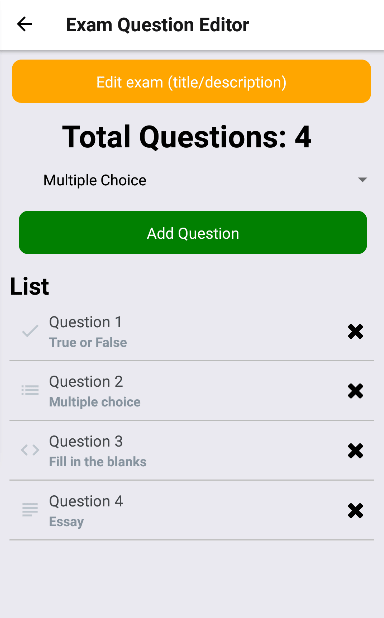 Exam Question Editor
Edit exam (title/description)
Total Questions: 4
Multiple Choice
Add Question
List
Question 1
True or False
Question 2
Multiple choice
Question 3
Fill in the blanks
Question 4
Essay